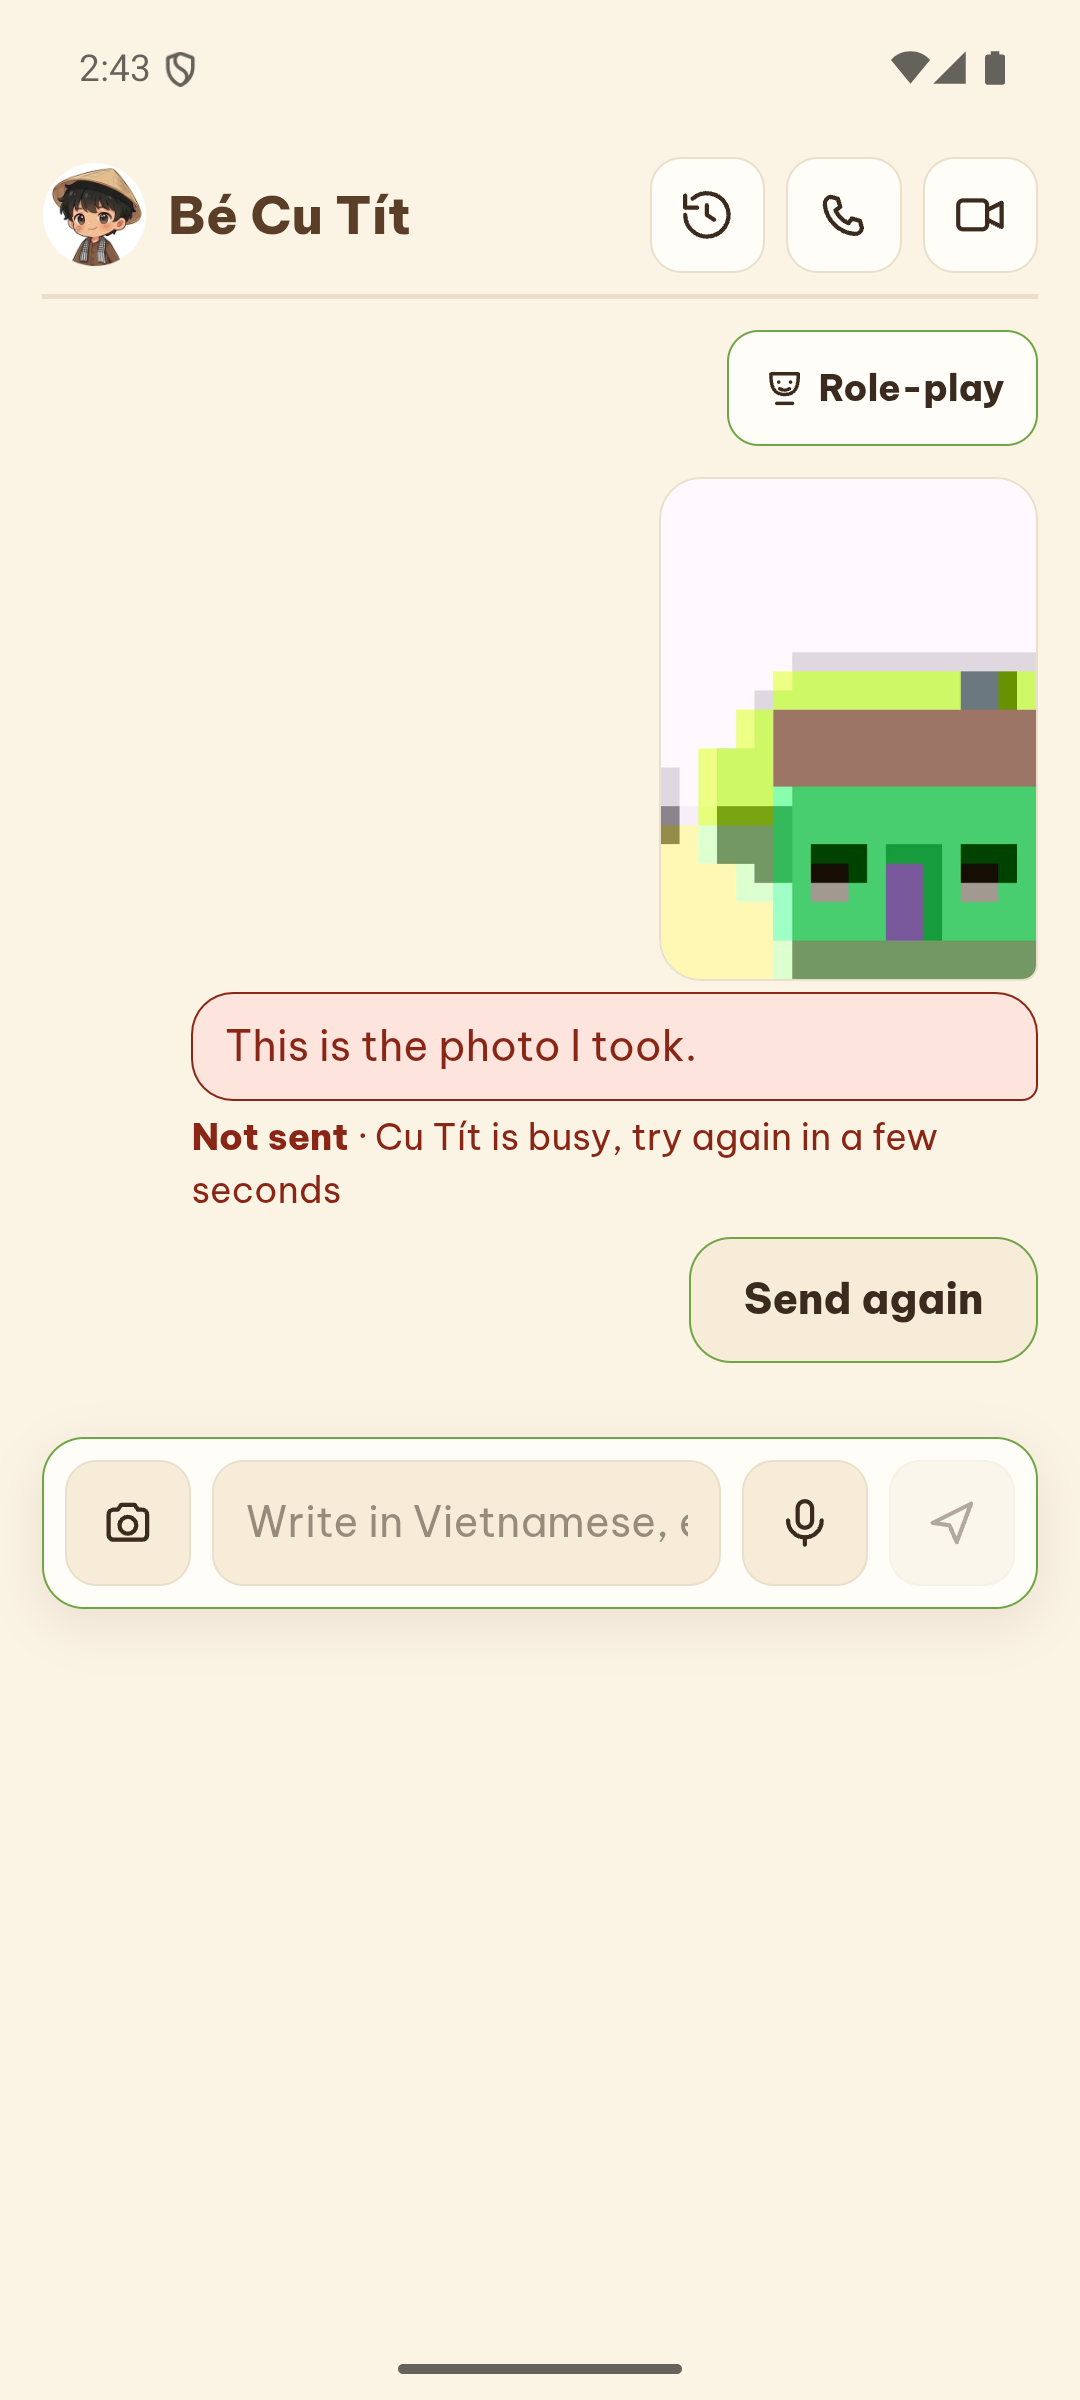 2:43
Bé Cu Tít
Role-play
This is the photo I took.
Not sent · Cu Tít is busy, try again in a few
seconds
Send again
Write in Vietnamese,